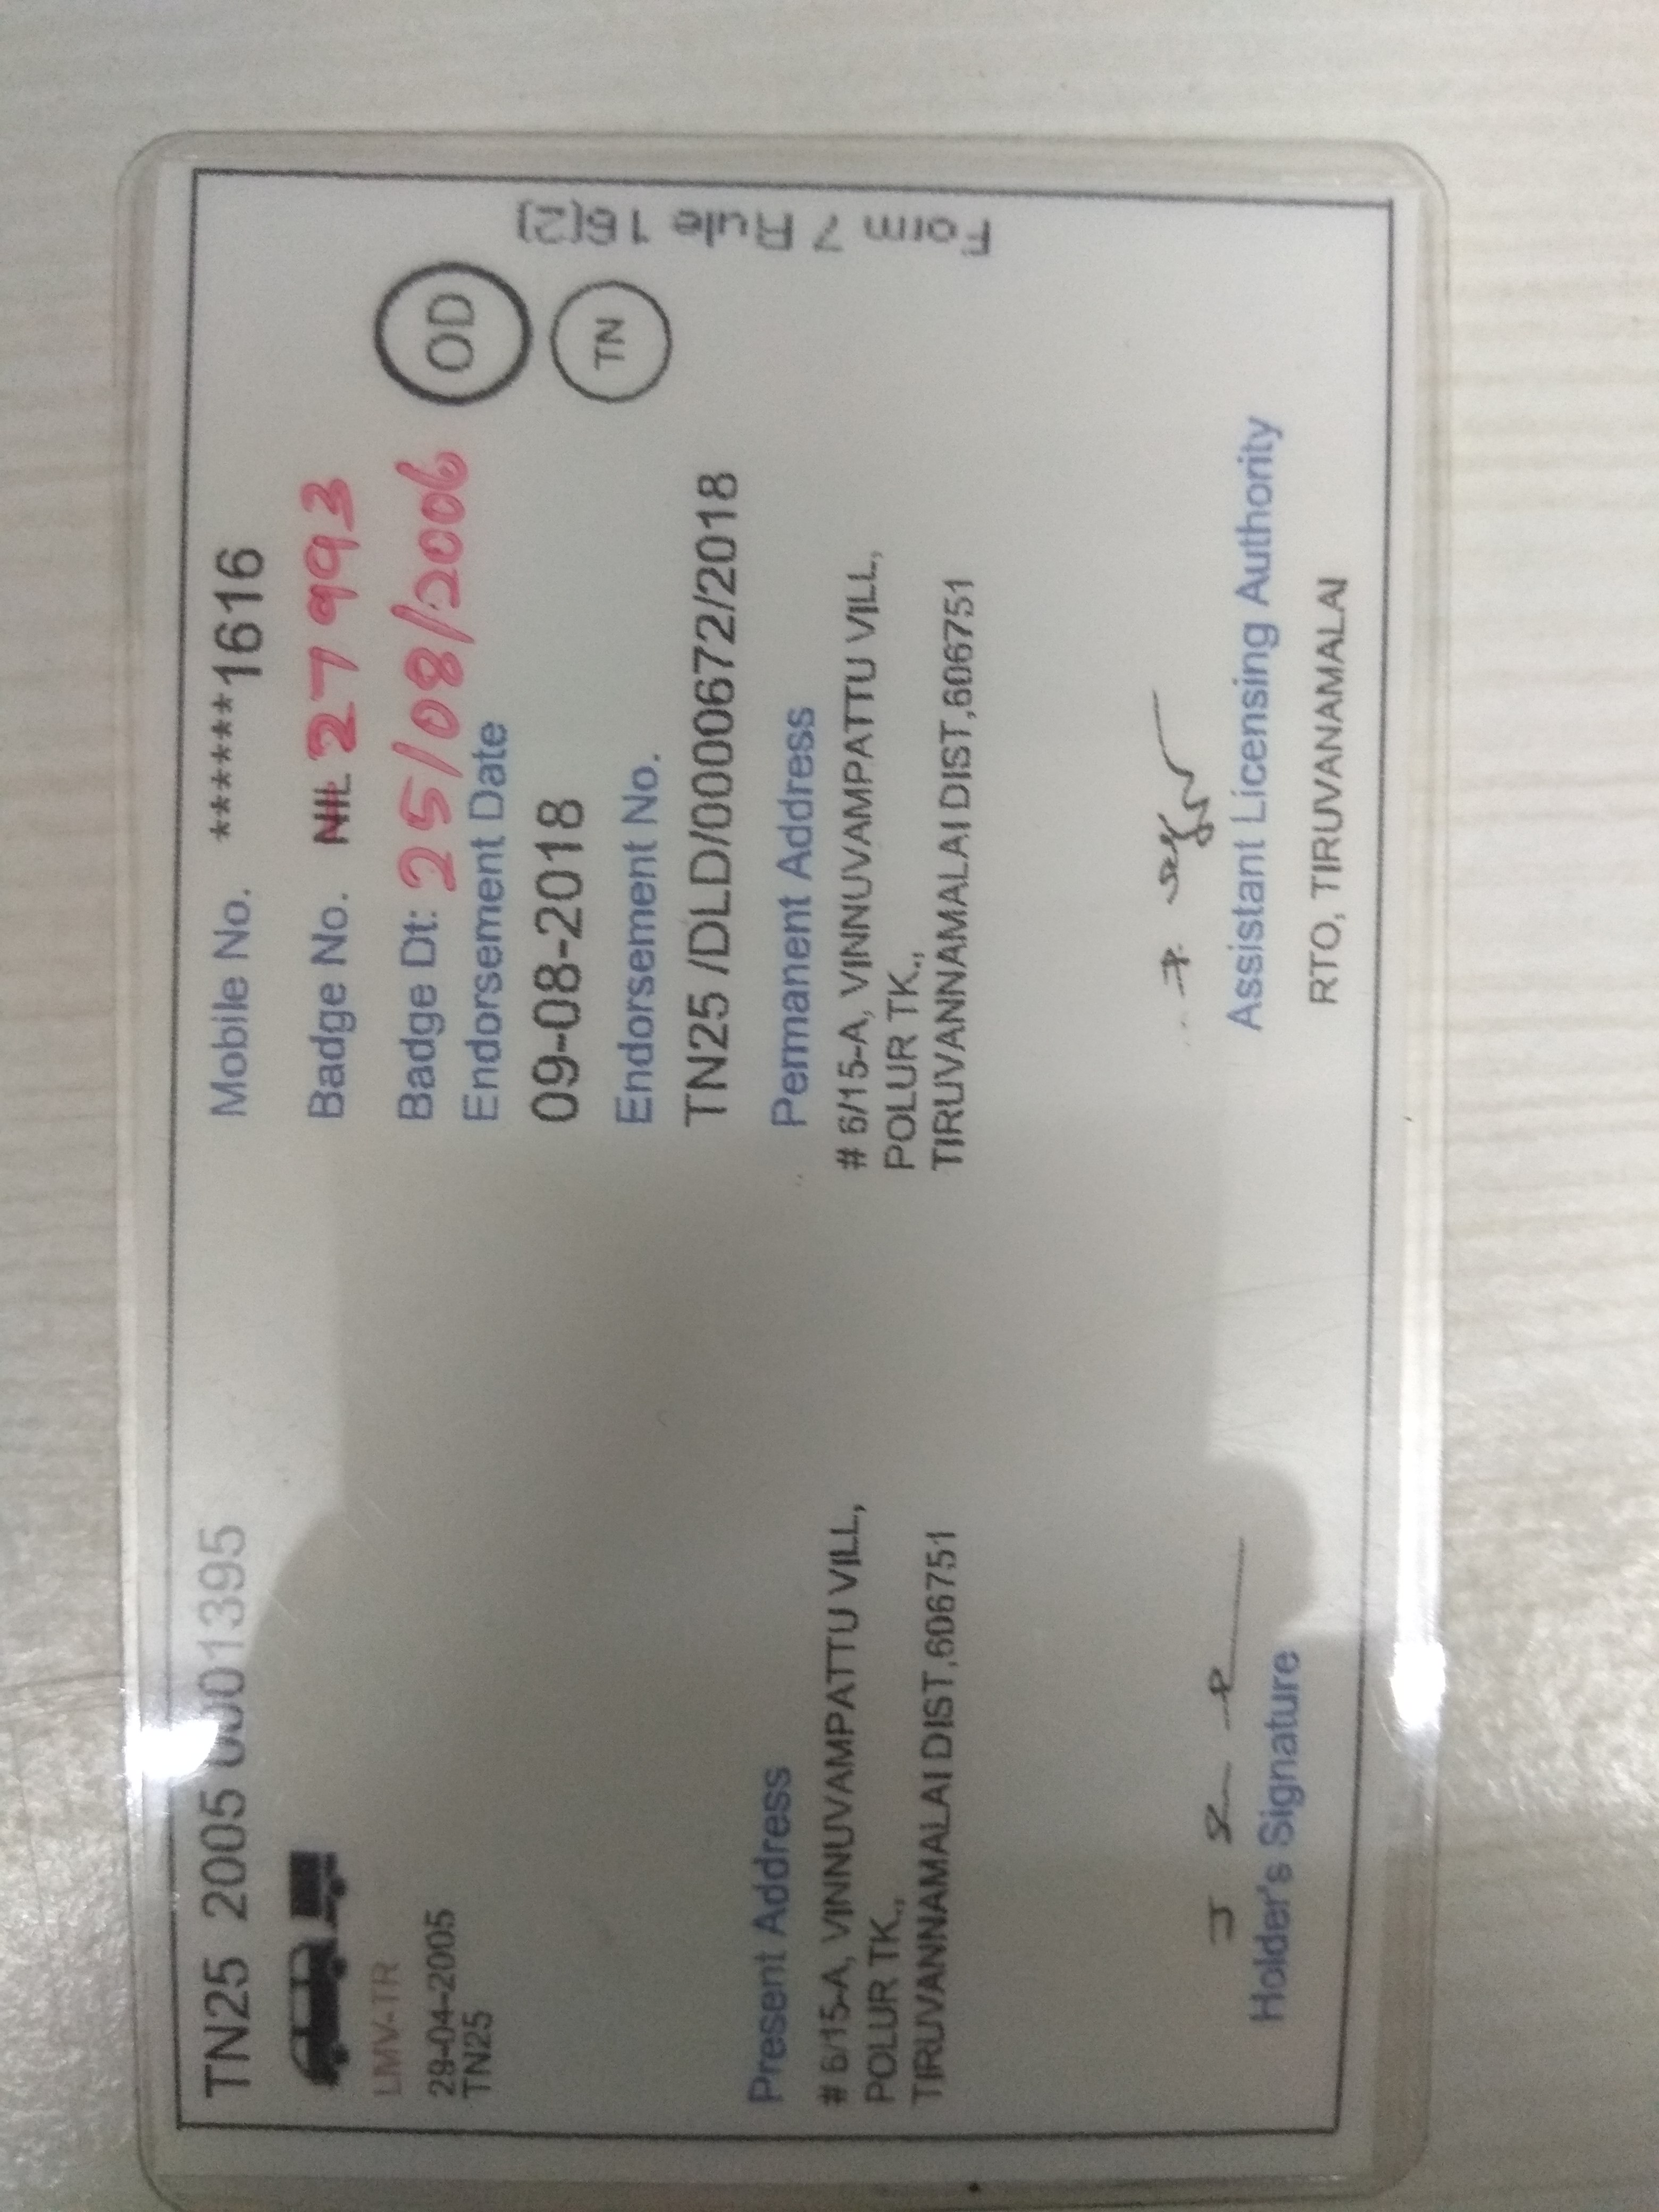 TN25 2005 0001395
LMV-TR
29-04-2005
TN25
Present Address
# 6/15-A, VINNUVAMPATTU VILL,
POLUR TK.,
TIRUVANNAMALAI DIST,606751
Holder's Signature
Mobile No. ******1616
Badge No. NIL 27993
Badge Dt: 25/08/2006
Endorsement Date
09-08-2018
Endorsement No.
TN25 /DLD/0000672/2018
Permanent Address
# 6/15-A, VINNUVAMPATTU VILL,
POLUR TK.,
TIRUVANNAMALAI DIST,606751
Assistant Licensing Authority
RTO, TIRUVANAMALAI
OD
TN
Form 7 Rule 16(2)